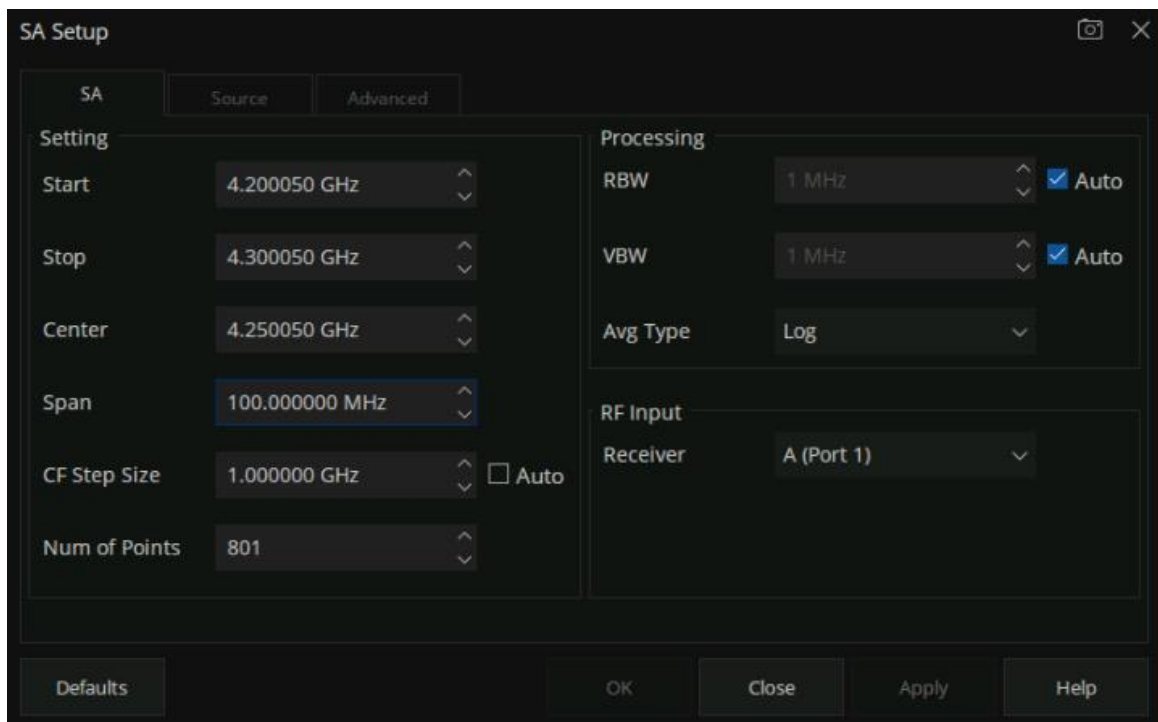 SA Setup
SA
Source
Advanced
Setting
Start
4.200050 GHz
Stop
4.300050 GHz
Center
4.250050 GHz
Span
100.000000 MHz
CF Step Size
1.000000 GHz
Auto
Num of Points
801
Processing
RBW
1 MHz
Auto
VBW
1 MHz
Auto
Avg Type
Log
RF Input
Receiver
A (Port 1)
Defaults
OK
Close
Apply
Help